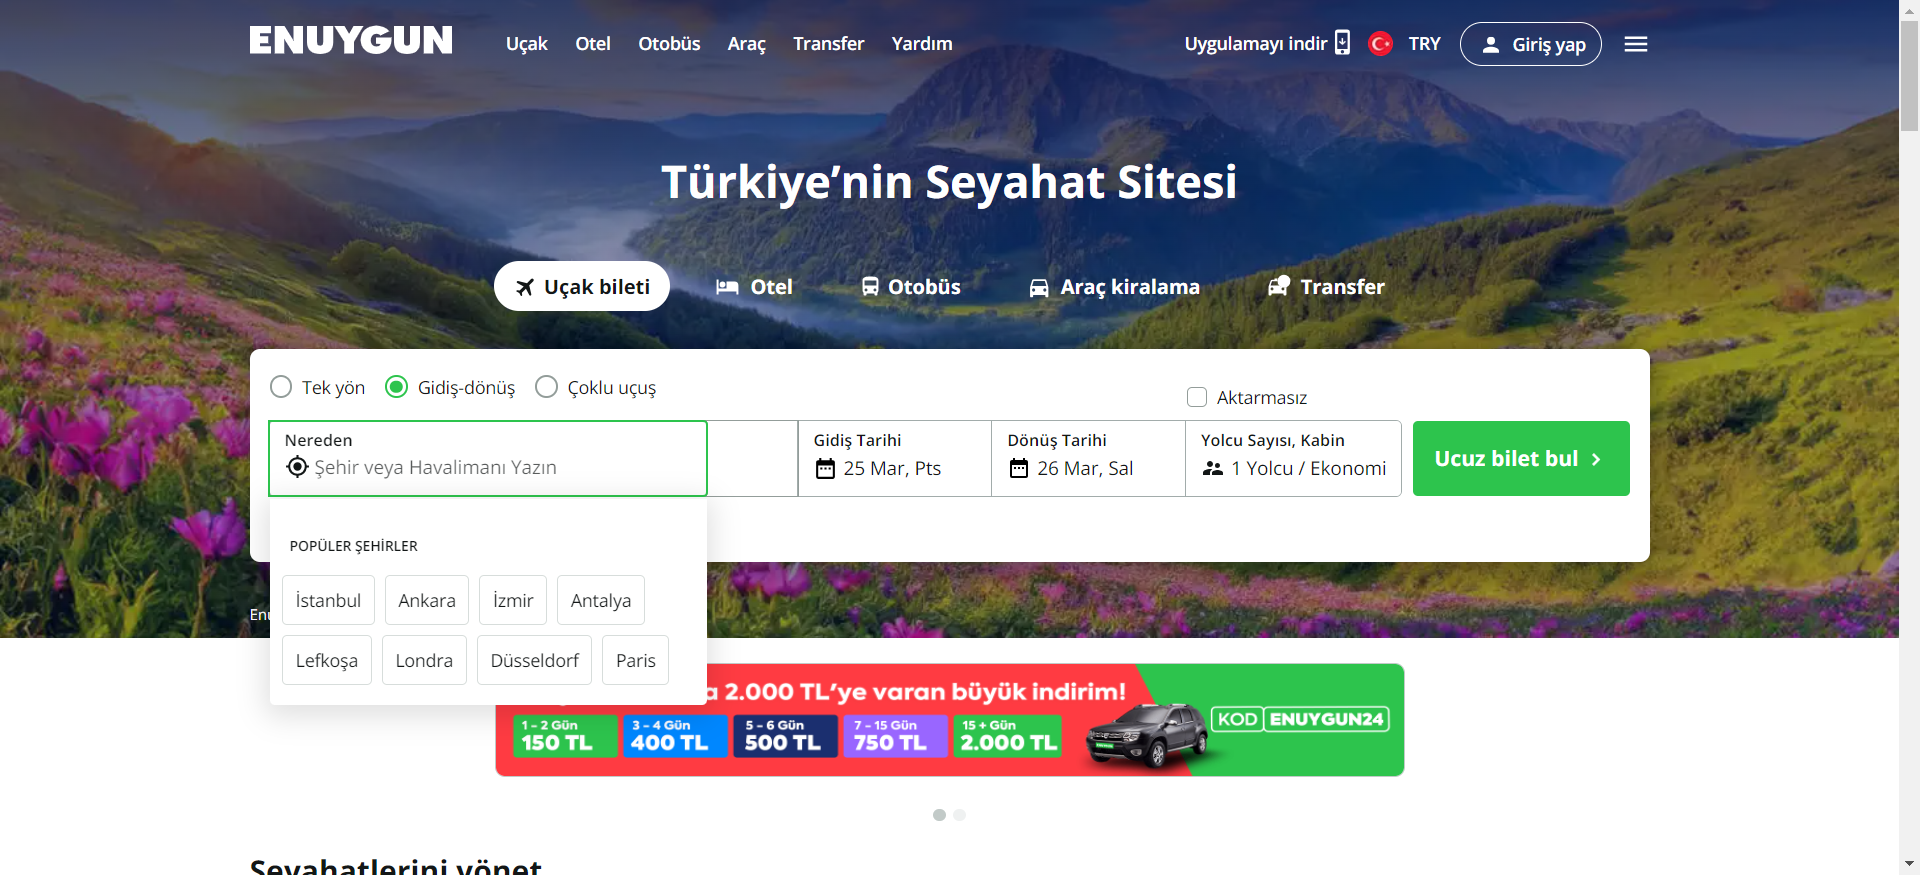 ENUYGUN
Uçak Otel Otobüs Araç Transfer Yardım
Uygulamayı indir TRY Giriş yap
Türkiye’nin Seyahat Sitesi
Uçak bileti Otel Otobüs Araç kiralama Transfer
Tek yön Gidiş-dönüş Çoklu uçuş
Aktarmasız
Nereden
Şehir veya Havalimanı Yazın
Gidiş Tarihi
25 Mar, Pts
Dönüş Tarihi
26 Mar, Sal
Yolcu Sayısı, Kabin
1 Yolcu / Ekonomi
Ucuz bilet bul
POPÜLER ŞEHİRLER
İstanbul Ankara İzmir Antalya
Lefkoşa Londra Düsseldorf Paris
2.000 TL’ye varan büyük indirim!
1 - 2 Gün
150 TL
3 - 4 Gün
400 TL
5 - 6 Gün
500 TL
7 - 15 Gün
750 TL
15 + Gün
2.000 TL
KOD ENUYGUN24
Seyahatlerini yönet